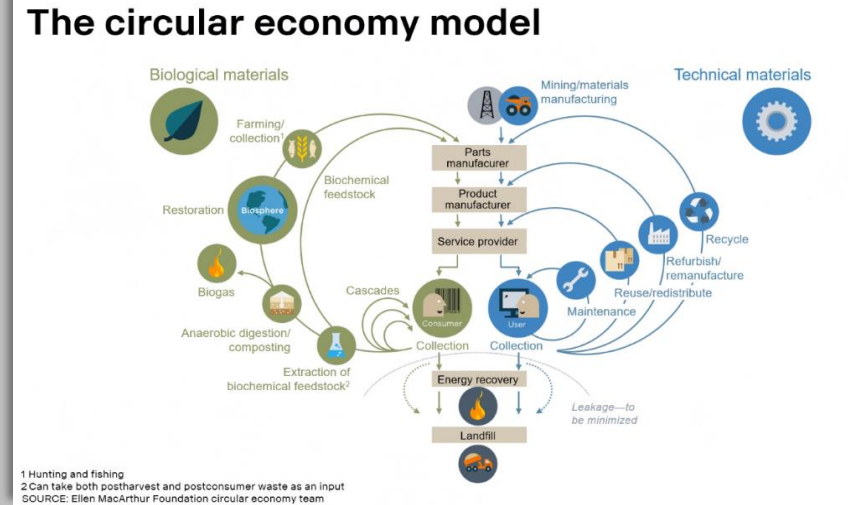 The circular economy model
Biological materials
Technical materials
Mining/materials
manufacturing
Farming/
collection1
Parts
manufacurer
Biochemical
feedstock
Product
manufacturer
Restoration
Biosphere
Service provider
Recycle
Refurbish/
remanufacture
Biogas
Cascades
Reuse/redistribute
Maintenance
Consumer
User
Anaerobic digestion/
composting
Collection
Collection
Extraction of
biochemical feedstock2
Energy recovery
Leakage—to
be minimized
Landfill
1 Hunting and fishing
2 Can take both postharvest and postconsumer waste as an input
SOURCE: Ellen MacArthur Foundation circular economy team